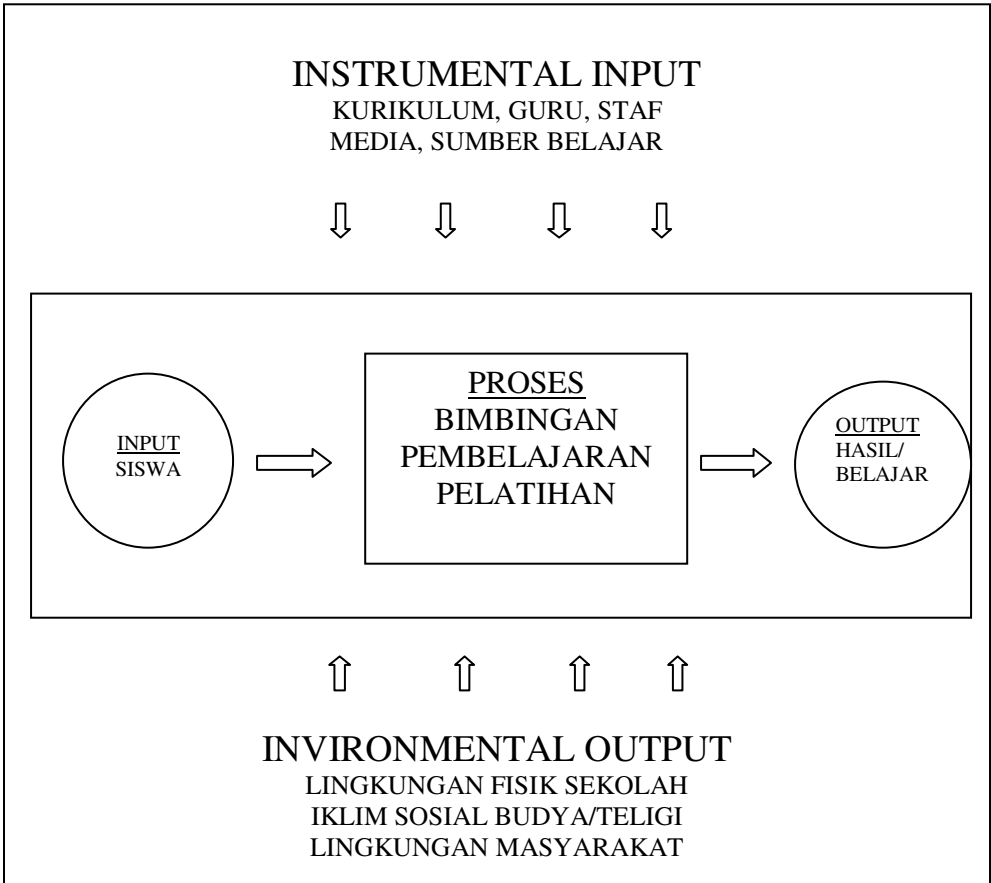 INSTRUMENTAL INPUT
KURIKULUM, GURU, STAF
MEDIA, SUMBER BELAJAR
INPUT
SISWA
PROSES
BIMBINGAN
PEMBELAJARAN
PELATIHAN
OUTPUT
HASIL/
BELAJAR
INVIRONMENTAL OUTPUT
LINGKUNGAN FISIK SEKOLAH
IKLIM SOSIAL BUDYA/TELIGI
LINGKUNGAN MASYARAKAT